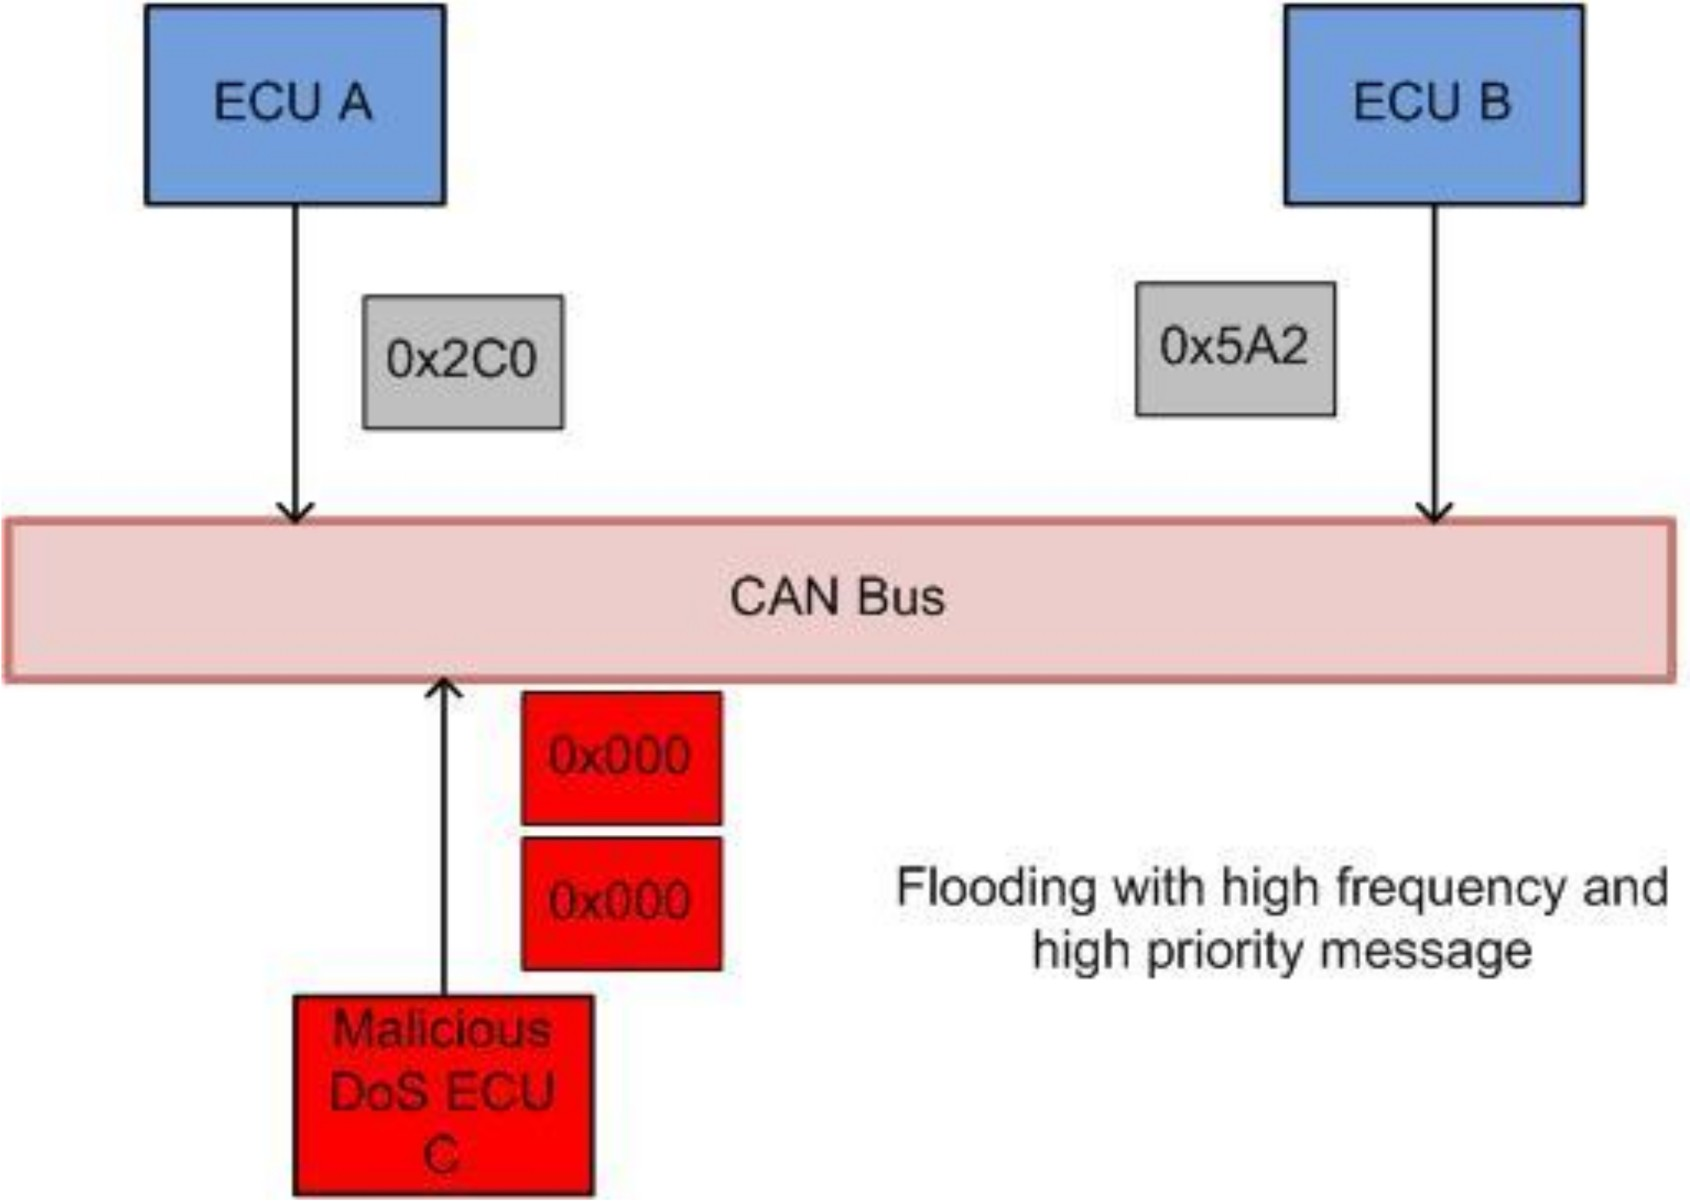 ECU A
ECU B
0x2C0
0x5A2
CAN Bus
0x000
0x000
Flooding with high frequency and
high priority message
Malicious
DoS ECU
C